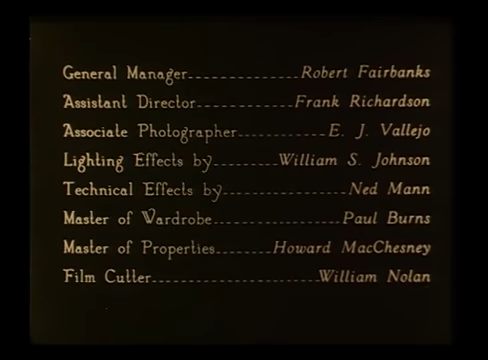 General Manager Robert Fairbanks
Assistant Director Frank Richardson
Associate Photographer E. J. Vallejo
Lighting Effects by William S. Johnson
Technical Effects by Ned Mann
Master of Wardrobe Paul Burns
Master of Properties Howard MacChesney
Film Cutter William Nolan